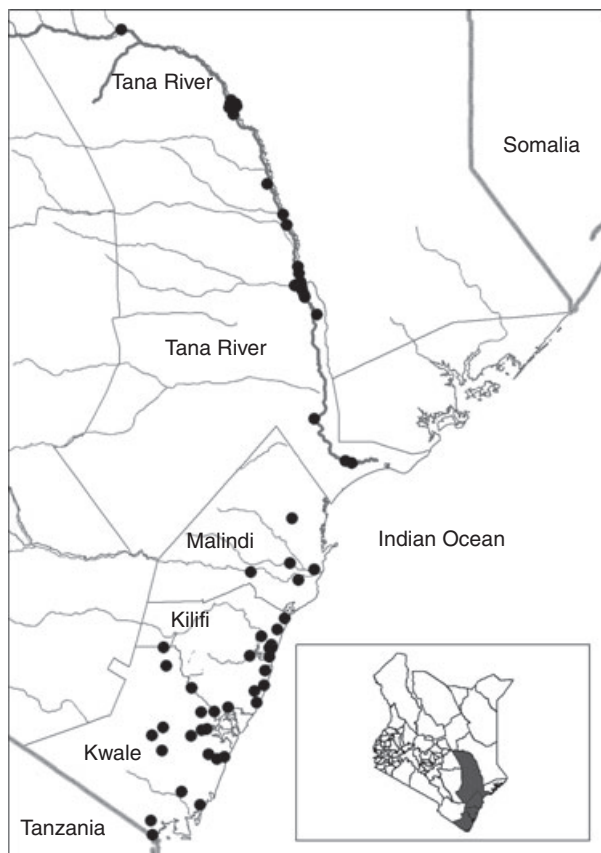 Tana River
Somalia
Tana River
Indian Ocean
Malindi
Kilifi
Kwale
Tanzania